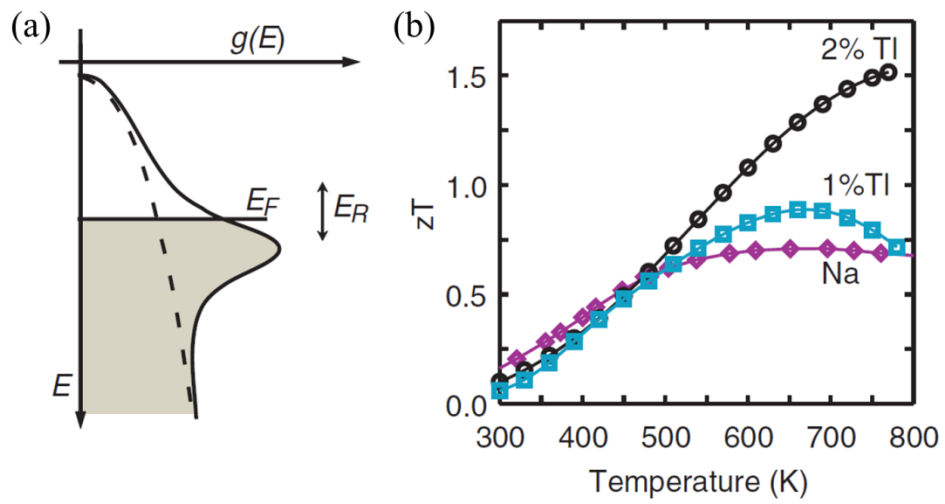 (a)
g(E)
E_F
E_R
E
(b)
2% Tl
1%Tl
Na
zT
1.5
1.0
0.5
0.0
300 400 500 600 700 800
Temperature (K)